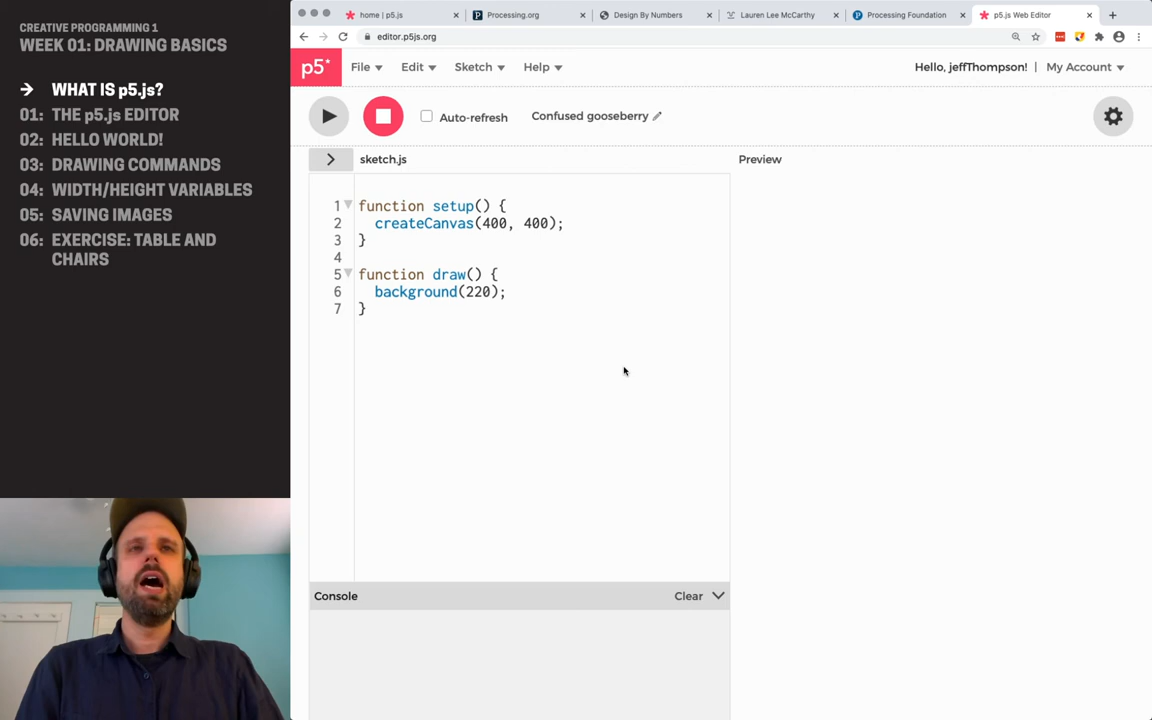 CREATIVE PROGRAMMING 1
WEEK 01: DRAWING BASICS
→ WHAT IS p5.js?
01: THE p5.js EDITOR
02: HELLO WORLD!
03: DRAWING COMMANDS
04: WIDTH/HEIGHT VARIABLES
05: SAVING IMAGES
06: EXERCISE: TABLE AND
CHAIRS
home | p5.js
Processing.org
Design By Numbers
Lauren Lee McCarthy
Processing Foundation
p5.js Web Editor
editor.p5js.org
p5* File Edit Sketch Help Hello, jeffThompson! | My Account
Auto-refresh Confused gooseberry
> sketch.js Preview
1 function setup() {
2 createCanvas(400, 400);
3 }
4
5 function draw() {
6 background(220);
7 }
Console Clear